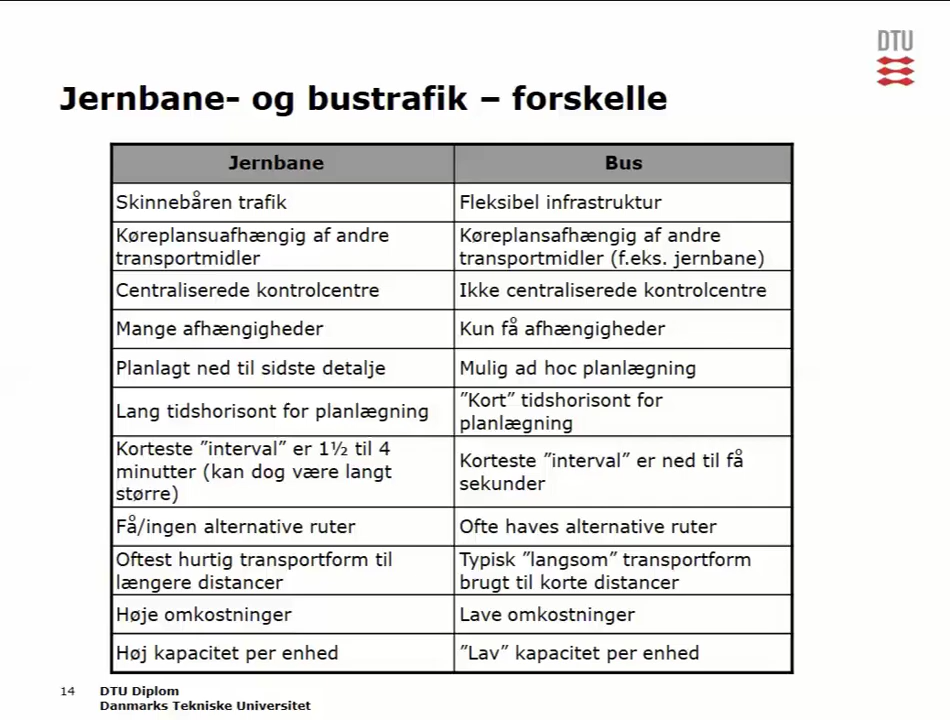 DTU
Jernbane- og bustrafik – forskelle
Jernbane
Bus
Skinnebåren trafik
Fleksibel infrastruktur
Køreplansuafhængig af andre
transportmidler
Køreplansafhængig af andre
transportmidler (f.eks. jernbane)
Centraliserede kontrolcentre
Ikke centraliserede kontrolcentre
Mange afhængigheder
Kun få afhængigheder
Planlagt ned til sidste detalje
Mulig ad hoc planlægning
Lang tidshorisont for planlægning
”Kort” tidshorisont for
planlægning
Korteste ”interval” er 1½ til 4
minutter (kan dog være langt
større)
Korteste ”interval” er ned til få
sekunder
Få/ingen alternative ruter
Ofte haves alternative ruter
Oftest hurtig transportform til
længere distancer
Typisk ”langsom” transportform
brugt til korte distancer
Høje omkostninger
Lave omkostninger
Høj kapacitet per enhed
”Lav” kapacitet per enhed
14 DTU Diplom
Danmarks Tekniske Universitet